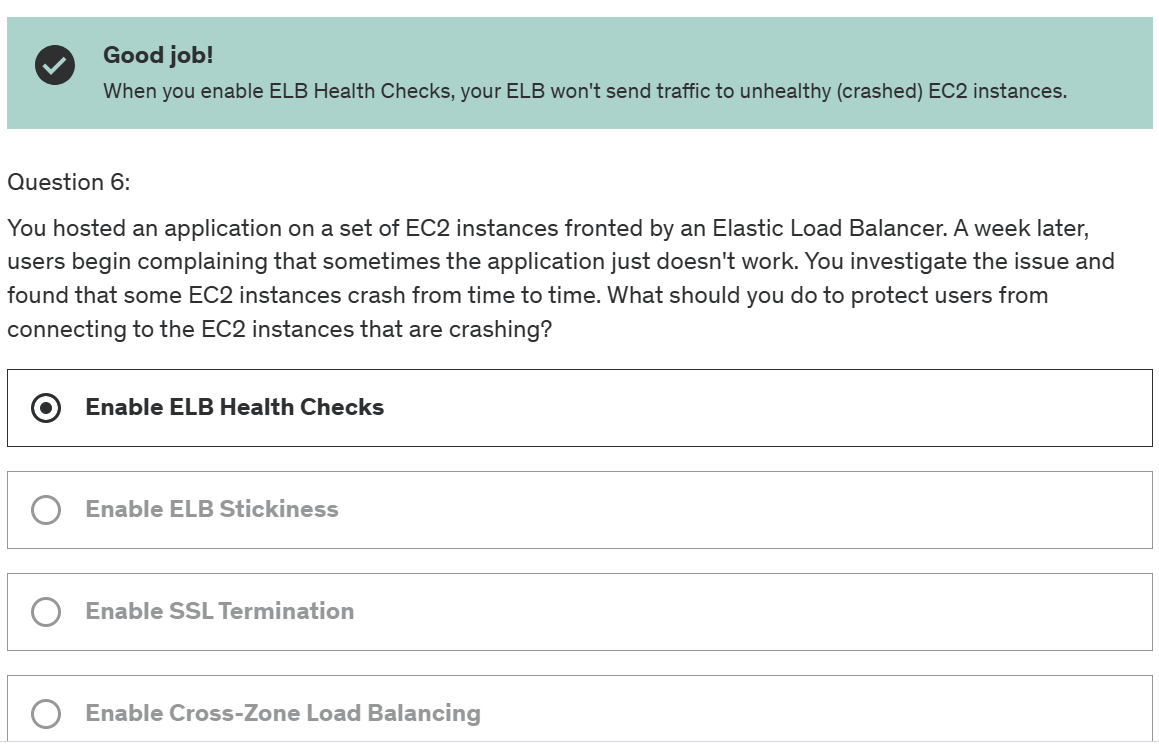 Good job!
When you enable ELB Health Checks, your ELB won't send traffic to unhealthy (crashed) EC2 instances.
Question 6:
You hosted an application on a set of EC2 instances fronted by an Elastic Load Balancer. A week later,
users begin complaining that sometimes the application just doesn't work. You investigate the issue and
found that some EC2 instances crash from time to time. What should you do to protect users from
connecting to the EC2 instances that are crashing?
Enable ELB Health Checks
Enable ELB Stickiness
Enable SSL Termination
Enable Cross-Zone Load Balancing